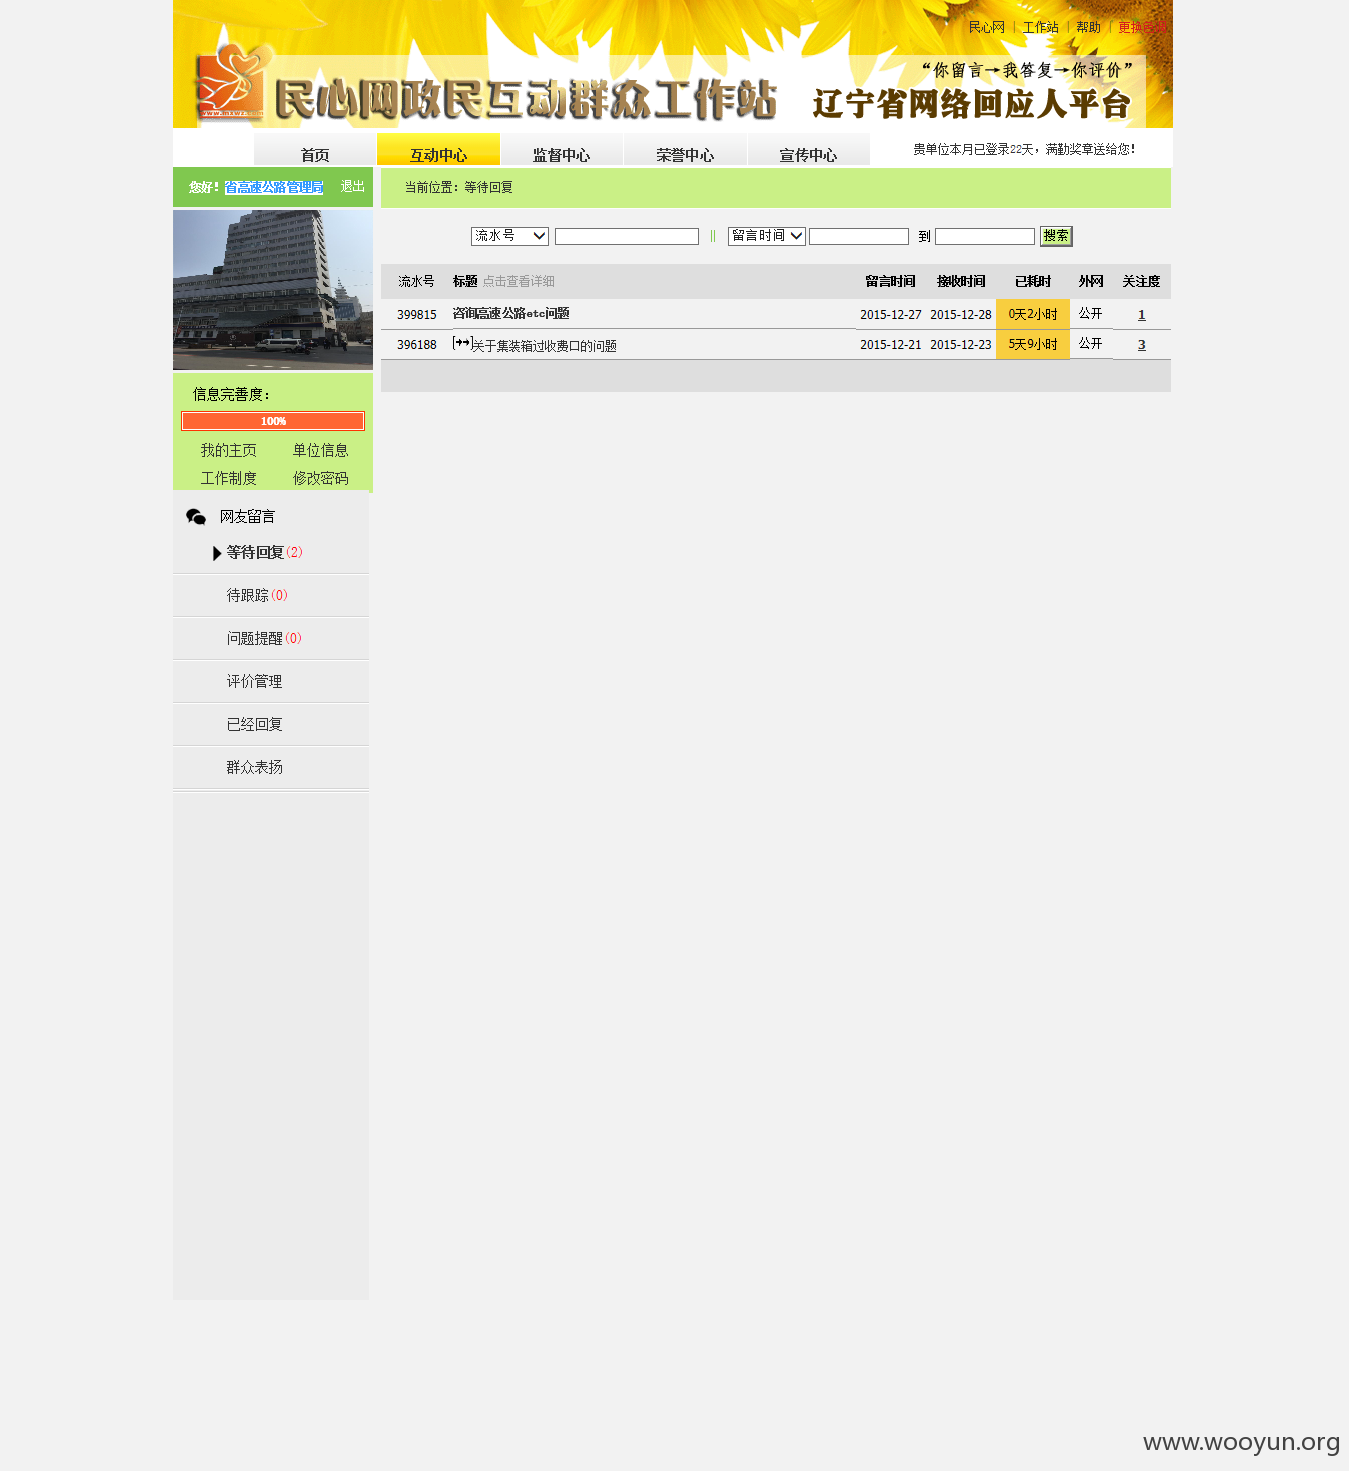 民心网 | 工作站 | 帮助 | 更换
“你留言→我答复→你评价”
民心网政民互动群众工作站
辽宁省网络回应人平台
www.mxwz.com
首页 互动中心 监督中心 荣誉中心 宣传中心
贵单位本月已登录22天，满勤奖章送给您！
您好！省高速公路管理局 退出
当前位置：等待回复
流水号 || 留言时间 到 搜索
流水号 标题 点击查看详细 留言时间 接收时间 已耗时 外网 关注度
399815 咨询高速公路etc问题 2015-12-27 2015-12-28 0天2小时 公开 1
396188 [→→]关于集装箱过收费口的问题 2015-12-21 2015-12-23 5天9小时 公开 3
信息完善度：
100%
我的主页 单位信息
工作制度 修改密码
网友留言
等待回复(2)
待跟踪(0)
问题提醒(0)
评价管理
已经回复
群众表扬
www.wooyun.org